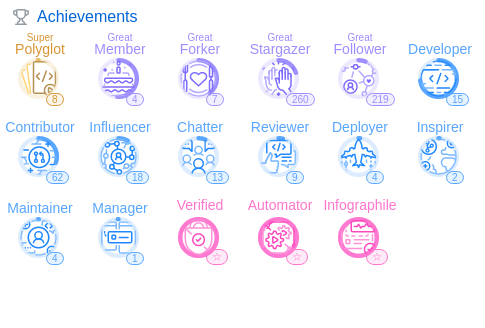 Achievements
Super
Polyglot
8
Great
Member
4
Great
Forker
7
Great
Stargazer
260
Great
Follower
219
Developer
15
Contributor
62
Influencer
18
Chatter
13
Reviewer
9
Deployer
4
Inspirer
2
Maintainer
4
Manager
1
Verified
☆
Automator
☆
Infographile
☆